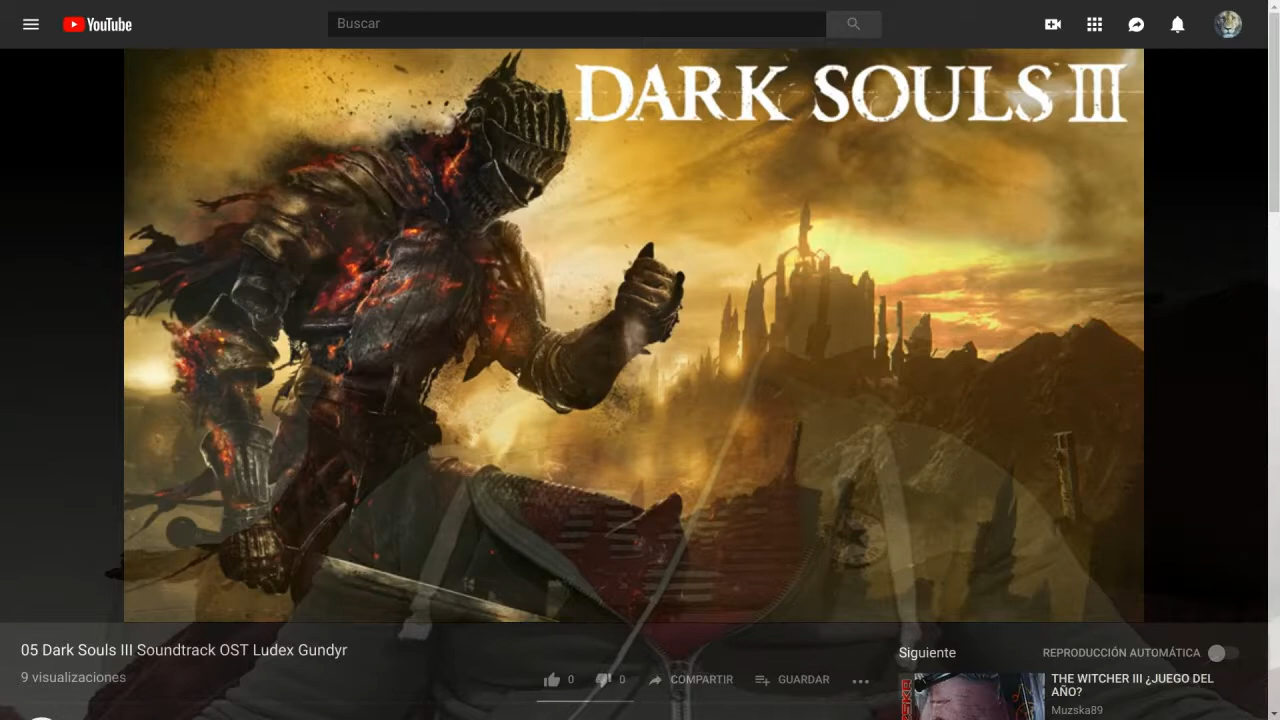 YouTube
Buscar
DARK SOULS III
05 Dark Souls III Soundtrack OST Ludex Gundyr
9 visualizaciones
0
0
COMPARTIR
GUARDAR
Siguiente
REPRODUCCIÓN AUTOMÁTICA
THE WITCHER III ¿JUEGO DEL
AÑO?
Muzska89